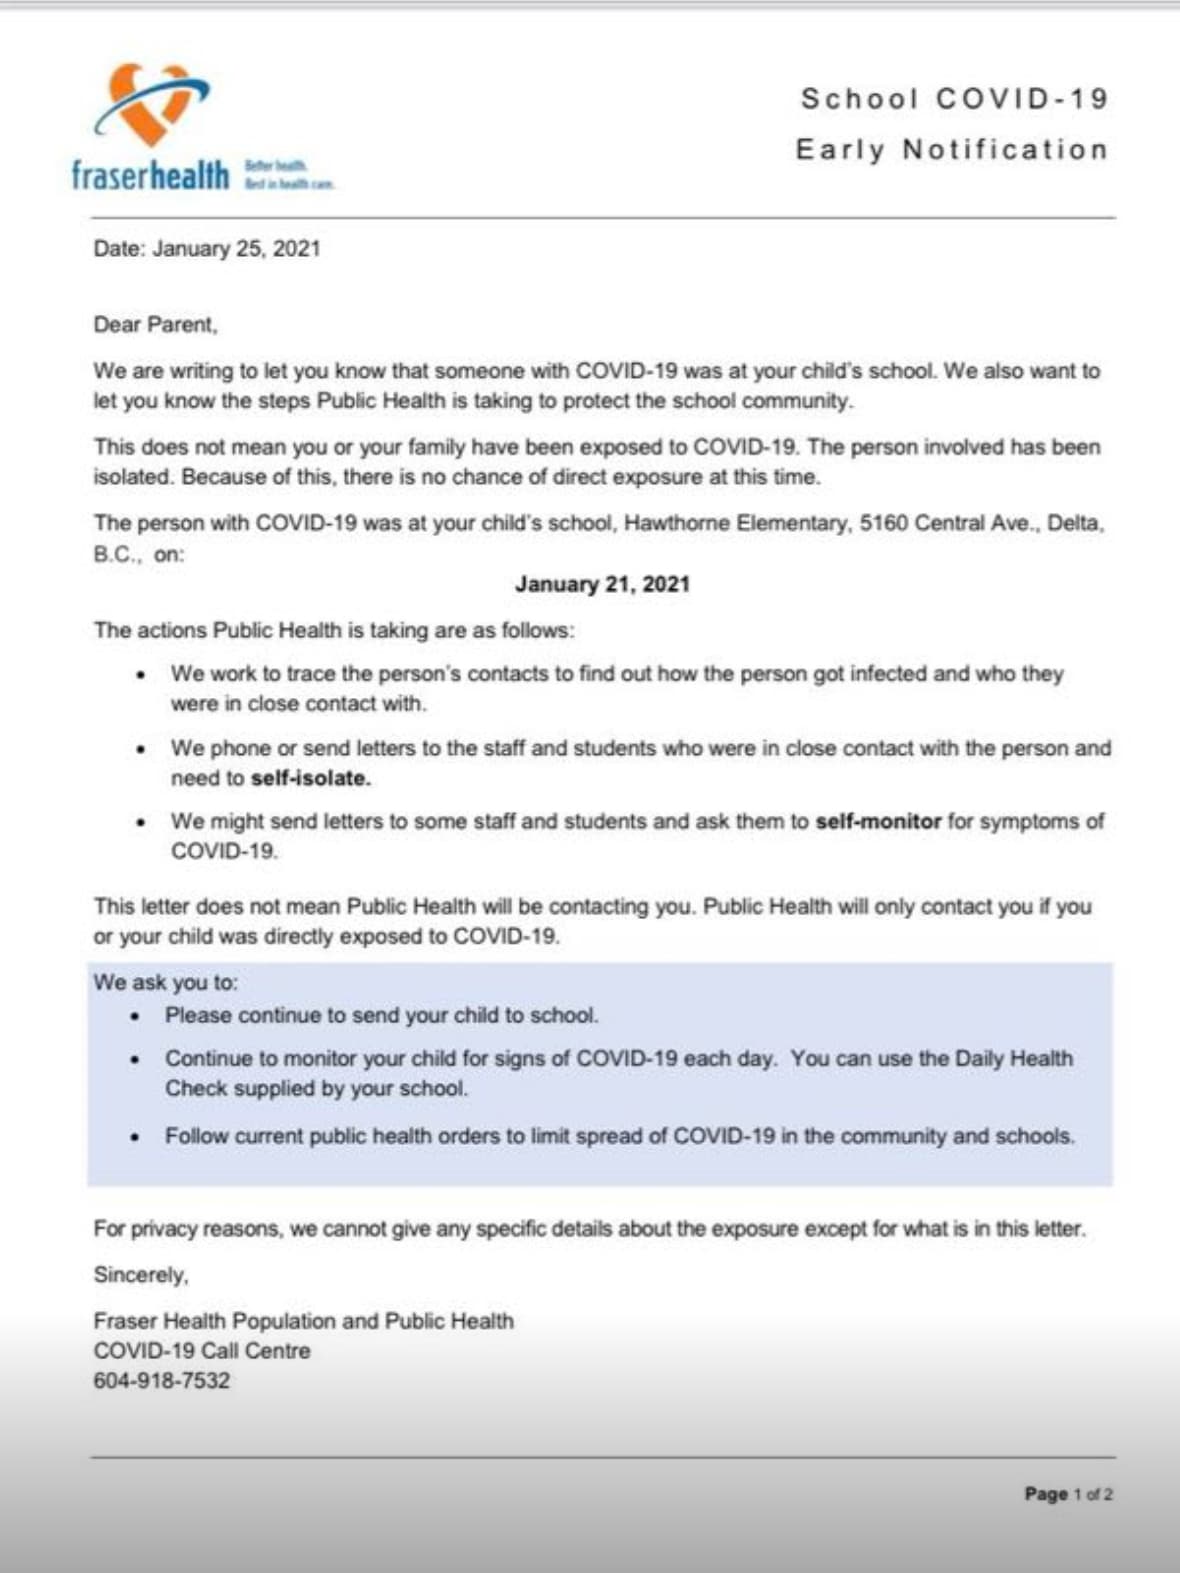 School COVID-19
Early Notification
fraserhealth
Better health.
Best in health care.
Date: January 25, 2021
Dear Parent,
We are writing to let you know that someone with COVID-19 was at your child's school. We also want to
let you know the steps Public Health is taking to protect the school community.
This does not mean you or your family have been exposed to COVID-19. The person involved has been
isolated. Because of this, there is no chance of direct exposure at this time.
The person with COVID-19 was at your child's school, Hawthorne Elementary, 5160 Central Ave., Delta,
B.C., on:
January 21, 2021
The actions Public Health is taking are as follows:
• We work to trace the person's contacts to find out how the person got infected and who they
were in close contact with.
• We phone or send letters to the staff and students who were in close contact with the person and
need to self-isolate.
• We might send letters to some staff and students and ask them to self-monitor for symptoms of
COVID-19.
This letter does not mean Public Health will be contacting you. Public Health will only contact you if you
or your child was directly exposed to COVID-19.
We ask you to:
• Please continue to send your child to school.
• Continue to monitor your child for signs of COVID-19 each day. You can use the Daily Health
Check supplied by your school.
• Follow current public health orders to limit spread of COVID-19 in the community and schools.
For privacy reasons, we cannot give any specific details about the exposure except for what is in this letter.
Sincerely,
Fraser Health Population and Public Health
COVID-19 Call Centre
604-918-7532
Page 1 of 2